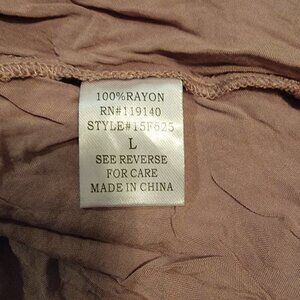 100%RAYON
RN#119140
STYLE#15F625
L
SEE REVERSE
FOR CARE
MADE IN CHINA